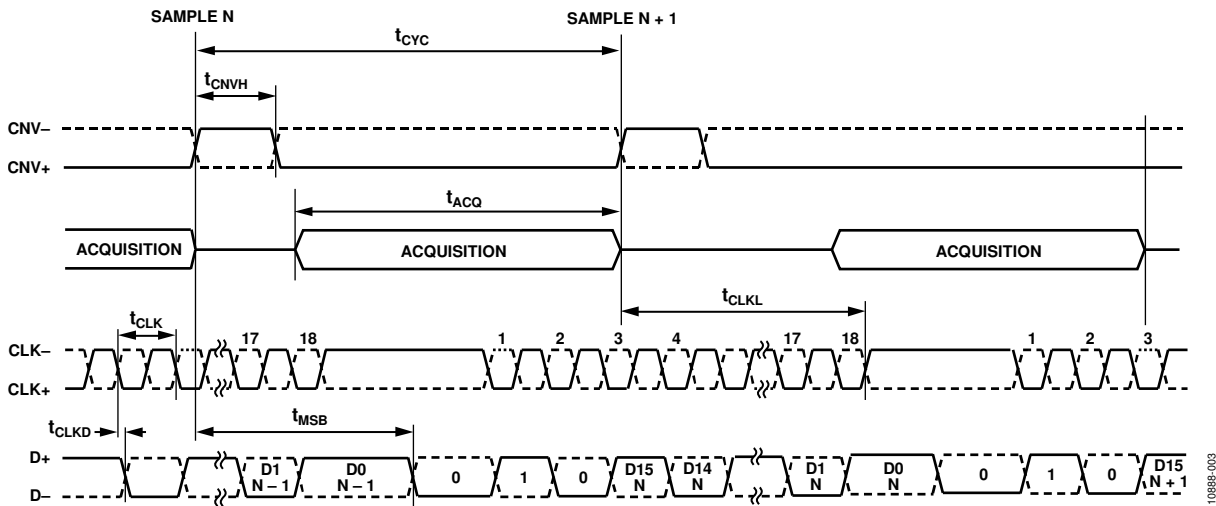 SAMPLE N
SAMPLE N + 1
tCYC
tCNVH
CNV–
CNV+
tACQ
ACQUISITION
ACQUISITION
ACQUISITION
tCLK
tCLKL
17 18 1 2 3 4 17 18 1 2 3
CLK–
CLK+
tCLKD
tMSB
D+
D–
D1
N – 1
D0
N – 1
0
1
0
D15
N
D14
N
D1
N
D0
N
0
1
0
D15
N + 1
10888-003